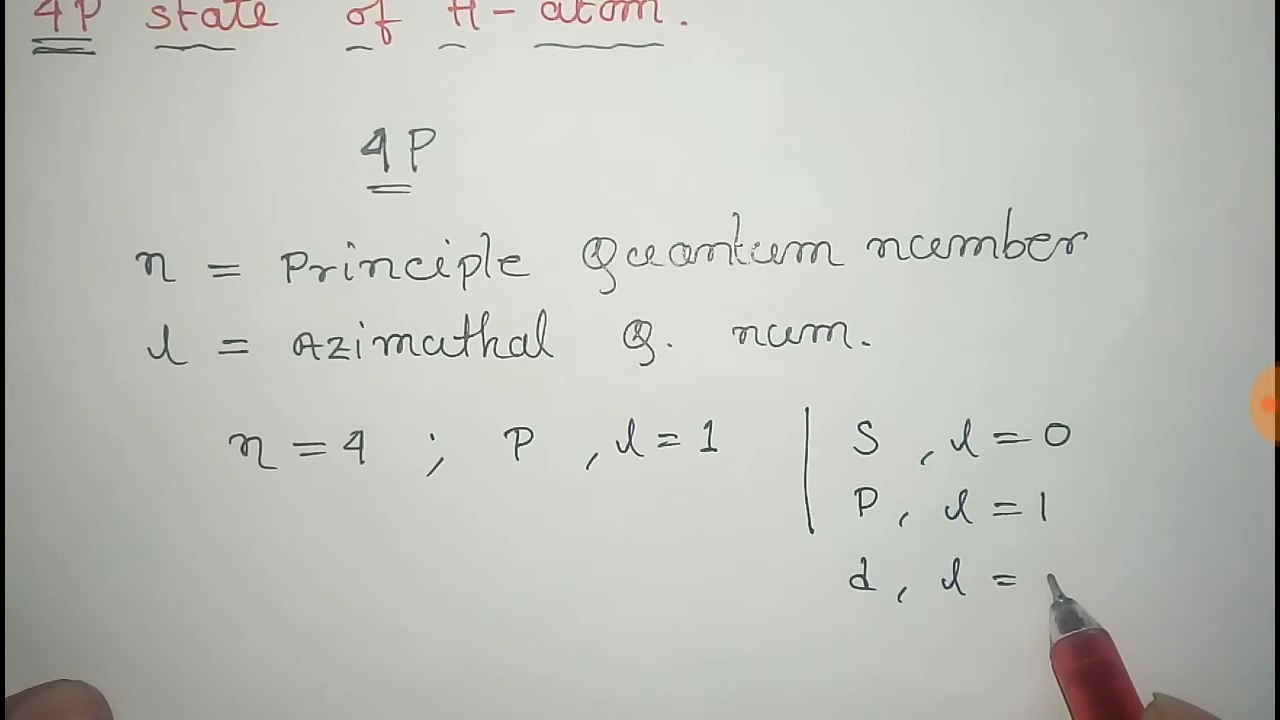 4P state of H-atom.
4P
n = Principle Quantum number
l = Azimuthal Q. num.
n = 4 ; P , l = 1
S , l = 0
P , l = 1
d , l =